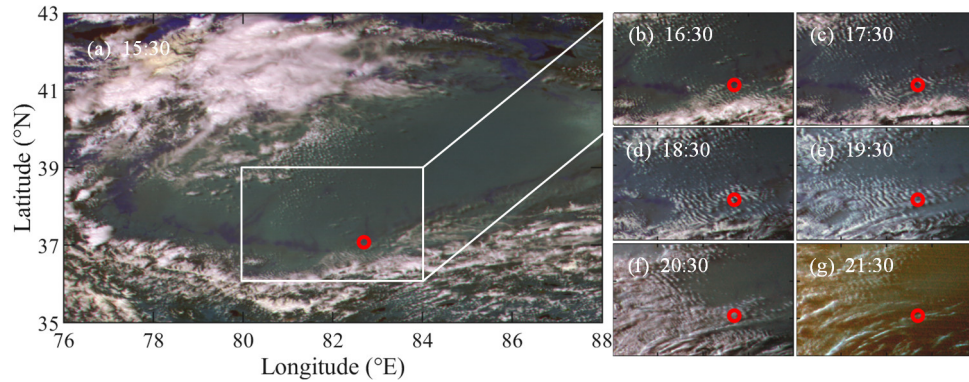 43
41
39
37
35
Latitude (°N)
(a) 15:30
76
78
80
82
84
86
88
Longitude (°E)
(b) 16:30
(c) 17:30
(d) 18:30
(e) 19:30
(f) 20:30
(g) 21:30